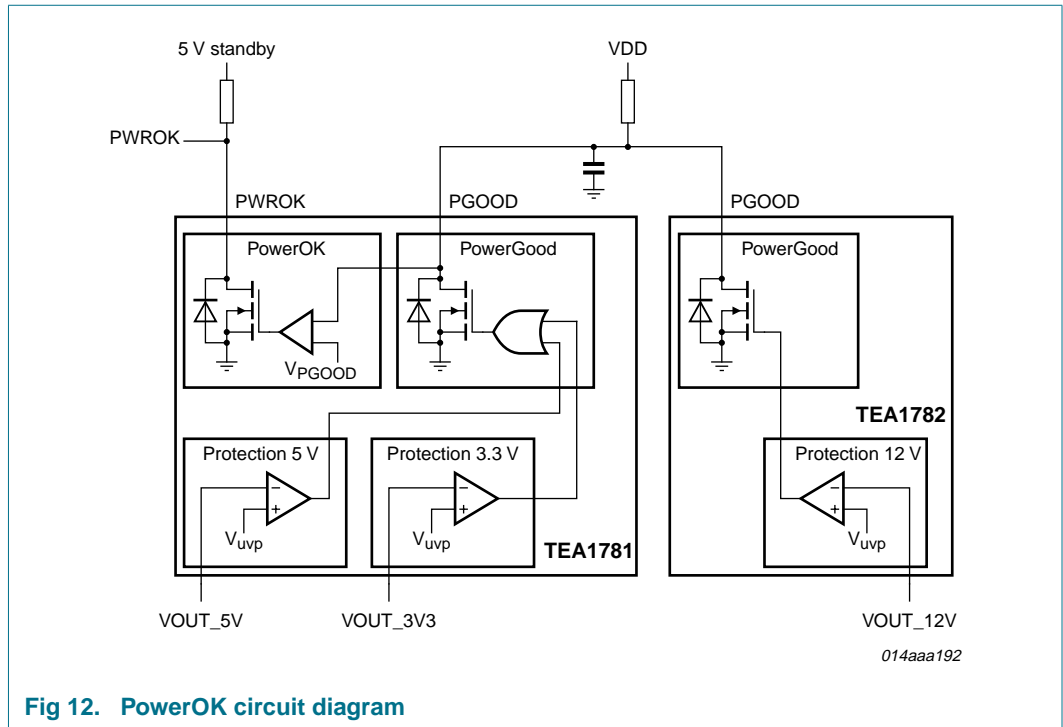 5 V standby
VDD
PWROK
PWROK
PGOOD
PGOOD
PowerOK
PowerGood
PowerGood
VPGOOD
TEA1782
Protection 5 V
Protection 3.3 V
Protection 12 V
−
+
Vuvp
−
+
Vuvp
−
+
Vuvp
TEA1781
VOUT_5V
VOUT_3V3
VOUT_12V
014aaa192
Fig 12. PowerOK circuit diagram